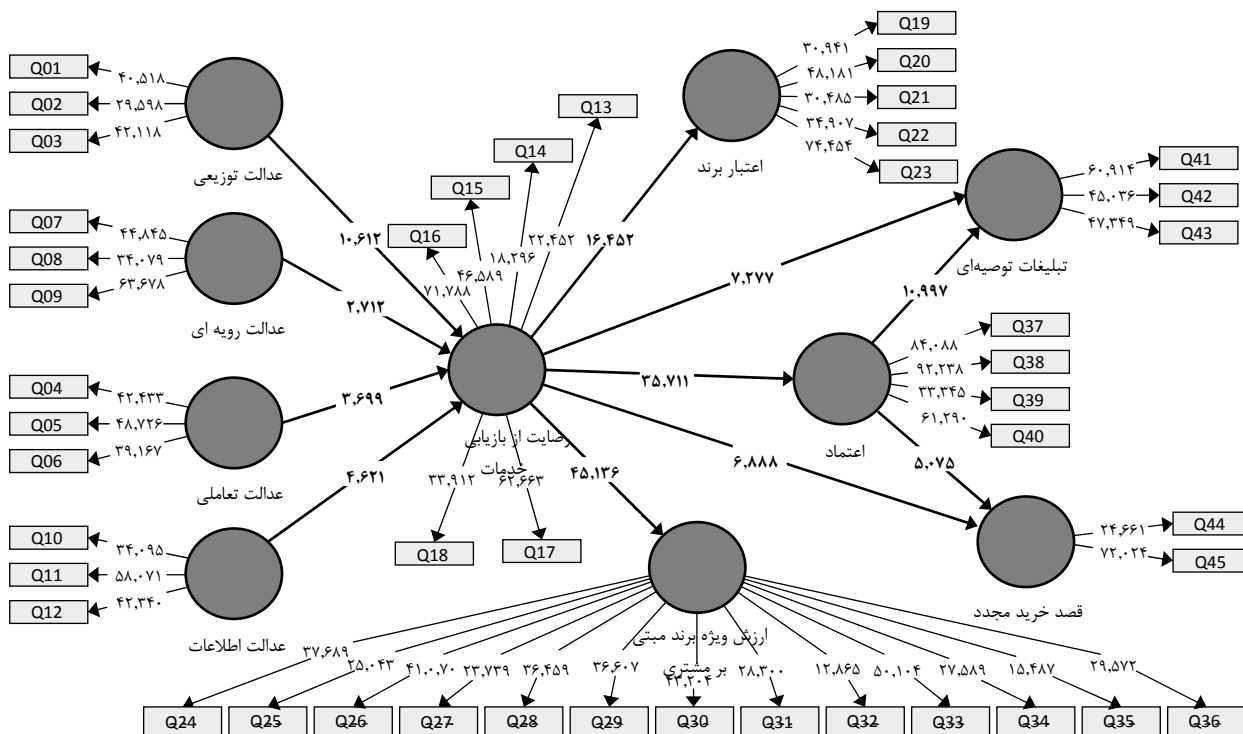 Q01
Q02
Q03
۴۰,۵۱۸
۲۹,۵۹۸
۴۲,۱۱۸
عدالت توزیعی
Q07
Q08
Q09
۴۴,۸۴۵
۳۴,۰۷۹
۶۳,۶۷۸
عدالت رویه ای
Q04
Q05
Q06
۴۲,۴۳۳
۴۸,۷۲۶
۳۹,۱۶۷
عدالت تعاملی
Q10
Q11
Q12
۳۴,۰۹۵
۵۸,۰۷۱
۴۲,۳۴۰
عدالت اطلاعات
۱۰,۶۱۲
۲,۷۱۲
۳,۶۹۹
۴,۶۲۱
Q16
Q15
Q14
Q13
۷۱,۷۸۸
۴۶,۵۸۹
۱۸,۲۹۶
۲۲,۴۵۲
رضایت از بازیابی
خدمات
۳۳,۹۱۲
۶۲,۶۶۳
Q18
Q17
۱۶,۴۵۲
۷,۲۷۷
۳۵,۷۱۱
۶,۸۸۸
۴۵,۱۳۶
Q19
Q20
Q21
Q22
Q23
۳۰,۹۴۱
۴۸,۱۸۱
۳۰,۴۸۵
۳۴,۹۰۷
۷۴,۴۵۴
اعتبار برند
۶۰,۹۱۴
۴۵,۰۳۶
۴۷,۳۴۹
Q41
Q42
Q43
تبلیغات توصیه‌ای
۱۰,۹۹۷
۸۴,۰۸۸
۹۲,۲۳۸
۳۳,۳۴۵
۶۱,۲۹۰
Q37
Q38
Q39
Q40
اعتماد
۵,۰۷۵
۲۴,۶۶۱
۷۲,۰۲۴
Q44
Q45
قصد خرید مجدد
ارزش ویژه برند مبتی
بر مشتری
۳۷,۶۸۹
۲۵,۰۴۳
۴۱,۰,۷۰
۲۳,۷۳۹
۳۶,۴۵۹
۳۶,۶۰۷
۲۸,۳۰۰
۱۲,۸۶۵
۵۰,۱۰۴
۲۷,۵۸۹
۱۵,۴۸۷
۲۹,۵۷۲
Q24
Q25
Q26
Q27
Q28
Q29
Q30
Q31
Q32
Q33
Q34
Q35
Q36